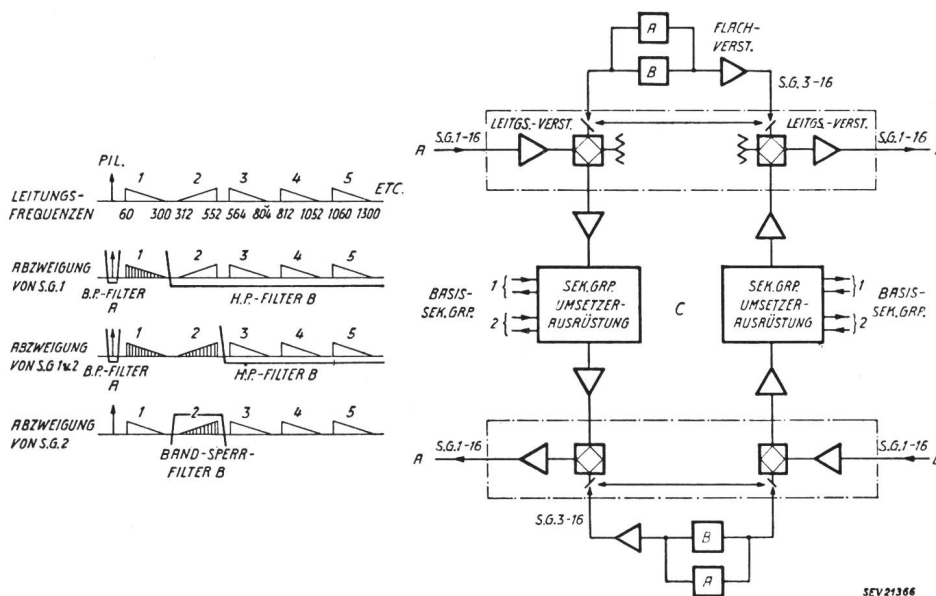 PIL.
1 2 3 4 5 ETC.
LEITUNGS-
FREQUENZEN
60 300 312 552 564 804 812 1052 1060 1300
ABZWEIGUNG
VON S.G.1
1 2 3 4 5
B.P.-FILTER
A
H.P.-FILTER B
ABZWEIGUNG
VON S.G 1u.2
1 2 3 4 5
B.P.-FILTER
A
H.P.-FILTER B
ABZWEIGUNG
VON S.G.2
1 2 3 4 5
BAND-SPERR-
FILTER B
A
B
FLACH-
VERST.
S.G. 3-16
LEITGS.-VERST.
LEITGS.-VERST.
A
S.G.1-16
S.G.1-16
BASIS-
SEK.GRP.
1
2
SEK.GRP.
UMSETZER-
AUSRÜSTUNG
C
SEK.GRP.
UMSETZER-
AUSRÜSTUNG
1
2
BASIS-
SEK.GRP.
A
S.G.1-16
S.G.1-16
S.G.3-16
B
A
SEV 21366